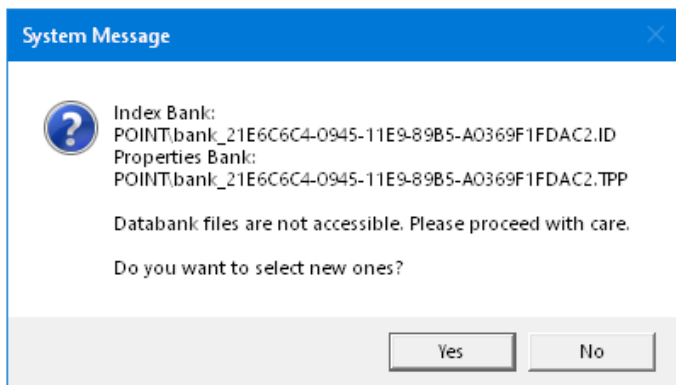 System Message
Index Bank:
POINT\bank_21E6C6C4-0945-11E9-89B5-A0369F1FDAC2.ID
Properties Bank:
POINT\bank_21E6C6C4-0945-11E9-89B5-A0369F1FDAC2.TPP
Databank files are not accessible. Please proceed with care.
Do you want to select new ones?
Yes
No